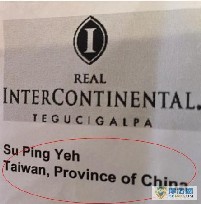 I
REAL
INTERCONTINENTAL.
TEGUCIGALPA
Su Ping Yeh
Taiwan, Province of China